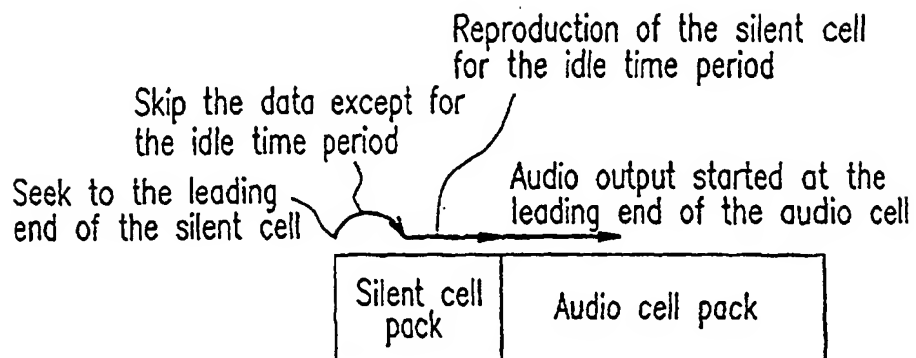 Reproduction of the silent cell
for the idle time period
Skip the data except for
the idle time period
Seek to the leading
end of the silent cell
Audio output started at the
leading end of the audio cell
Silent cell
pack
Audio cell pack